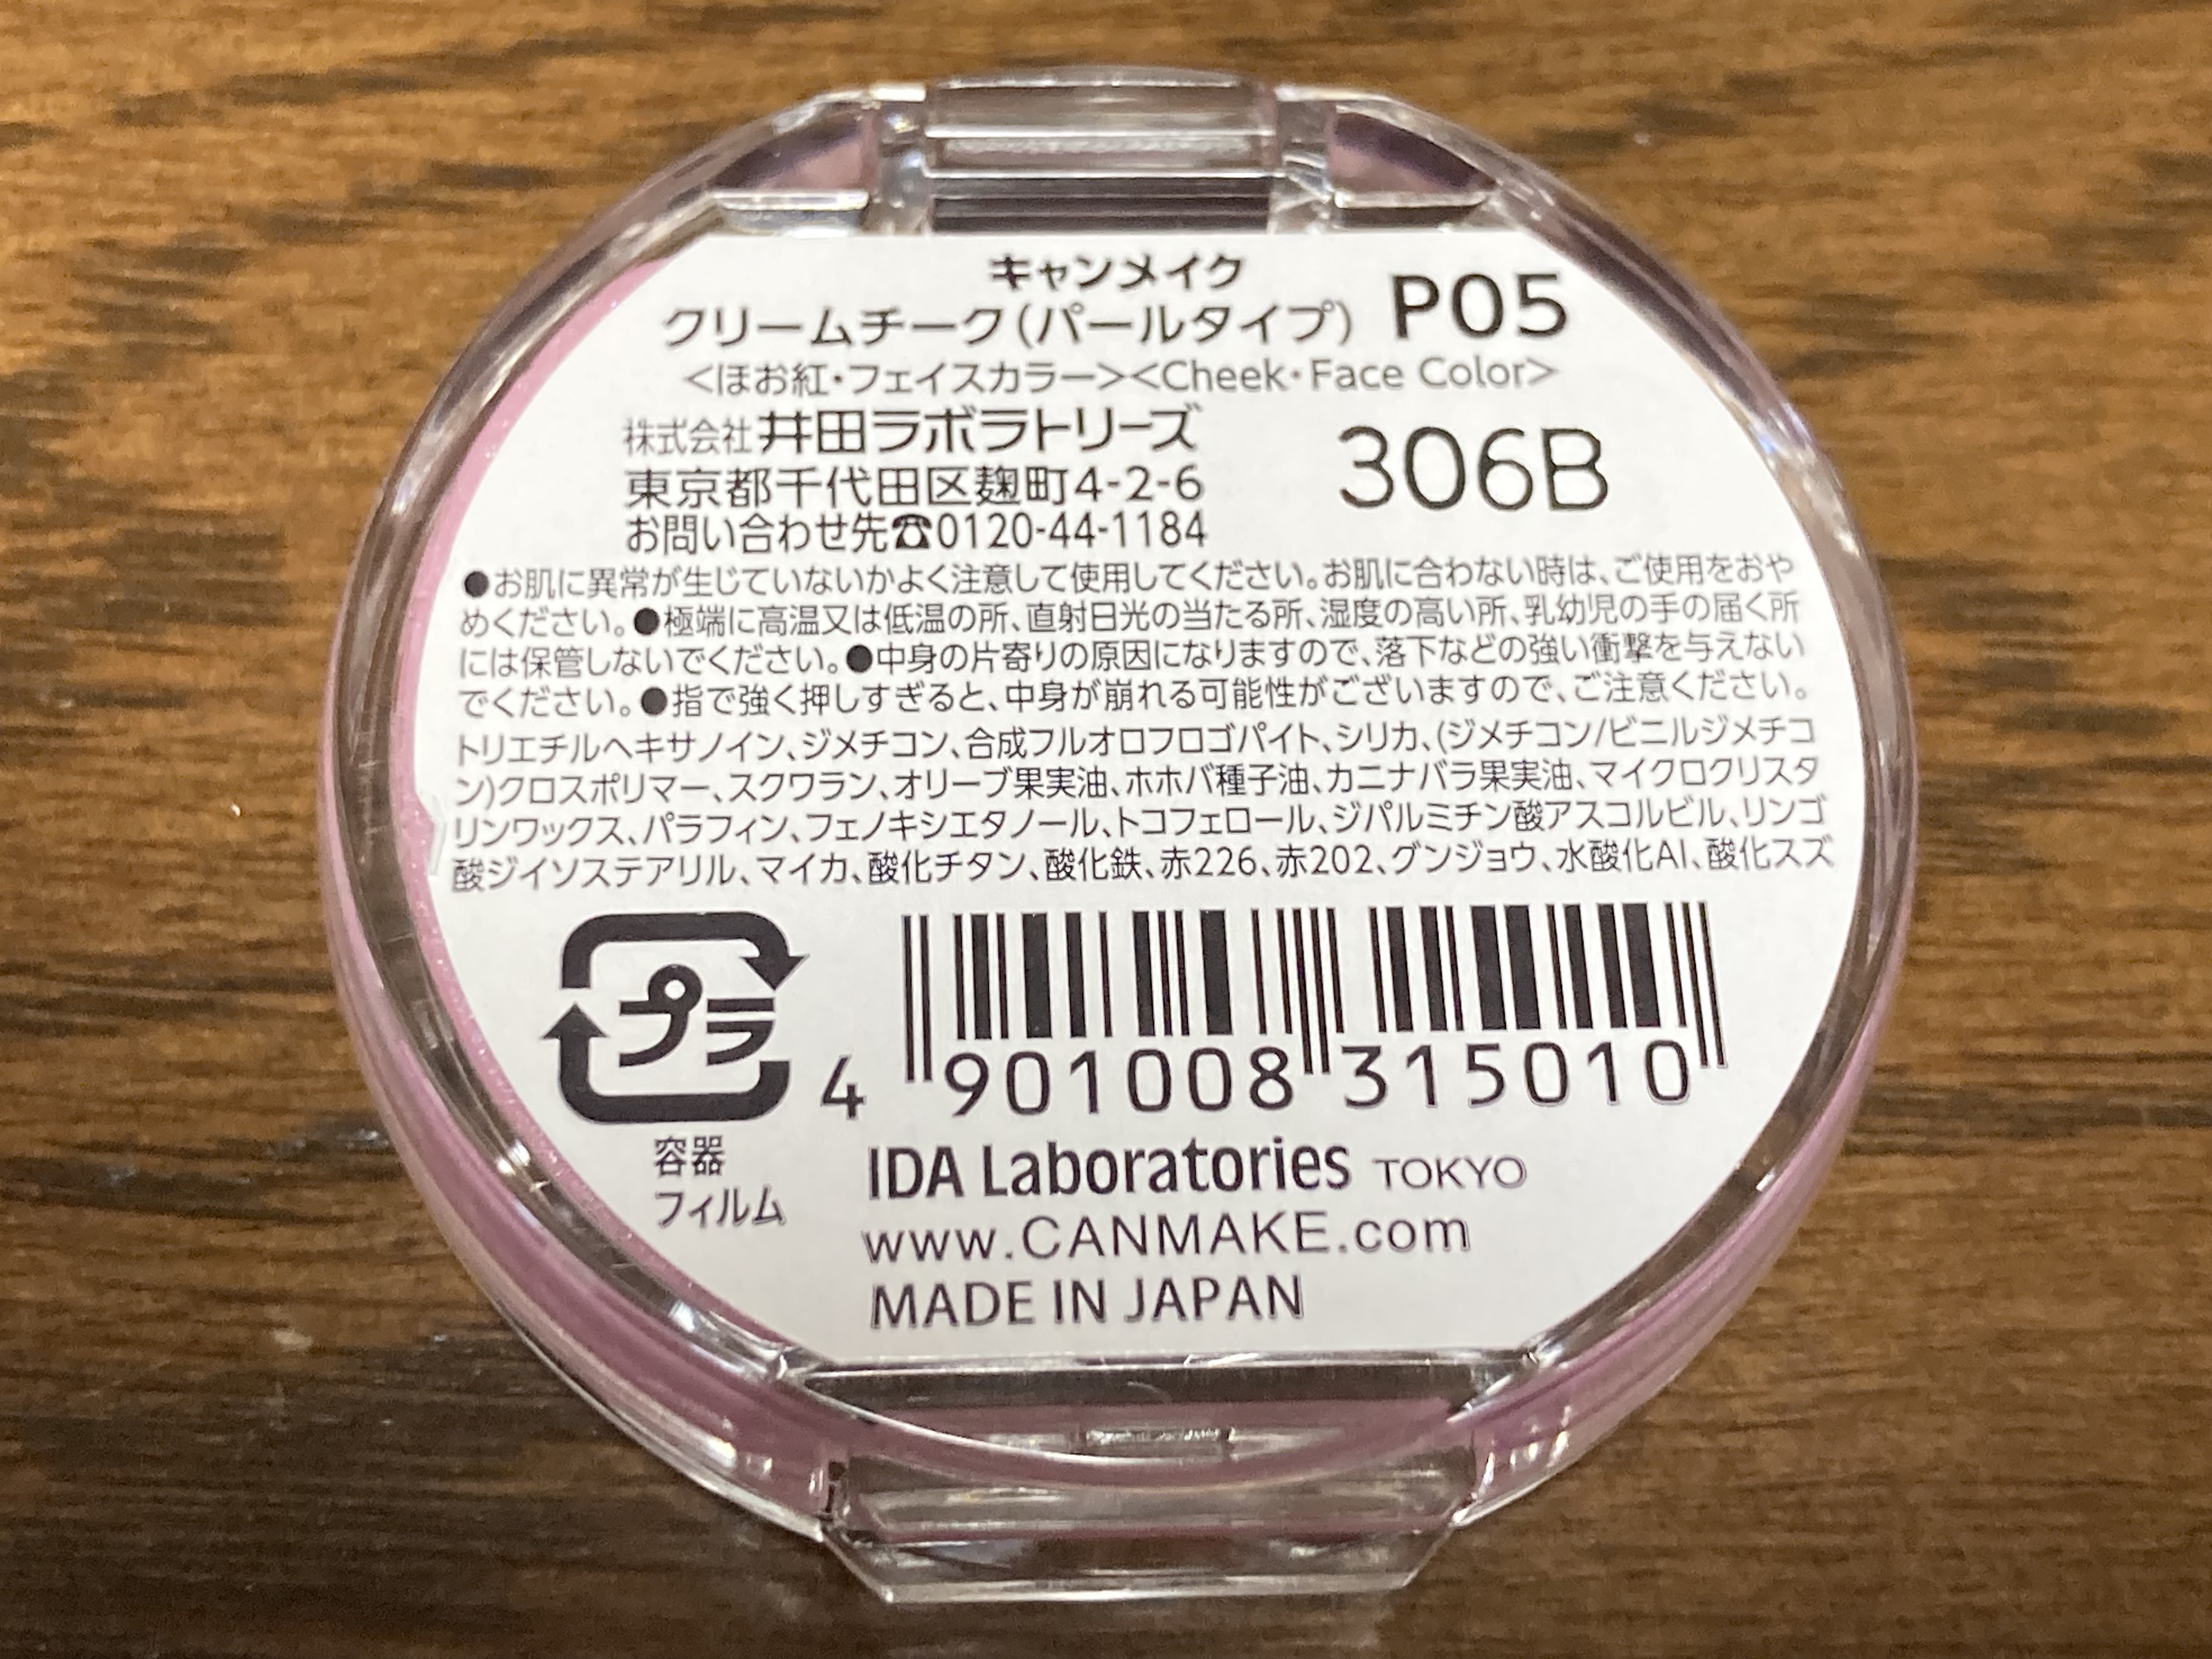 キャンメイク
クリームチーク(パールタイプ) P05
<ほお紅・フェイスカラー><Cheek・Face Color>
株式会社井田ラボラトリーズ
306B
東京都千代田区麹町4-2-6
お問い合わせ先☎0120-44-1184
●お肌に異常が生じていないかよく注意して使用してください。お肌に合わない時は、ご使用をおや
めください。●極端に高温又は低温の所、直射日光の当たる所、湿度の高い所、乳幼児の手の届く所
には保管しないでください。●中身の片寄りの原因になりますので、落下などの強い衝撃を与えない
でください。●指で強く押しすぎると、中身が崩れる可能性がございますので、ご注意ください。
トリエチルヘキサノイン、ジメチコン、合成フルオロフロゴパイト、シリカ、(ジメチコン/ビニルジメチコ
ン)クロスポリマー、スクワラン、オリーブ果実油、ホホバ種子油、カニナバラ果実油、マイクロクリスタ
リンワックス、パラフィン、フェノキシエタノール、トコフェロール、ジパルミチン酸アスコルビル、リンゴ
酸ジイソステアリル、マイカ、酸化チタン、酸化鉄、赤226、赤202、グンジョウ、水酸化Al、酸化スズ
プラ
容器
フィルム
4 901008 315010
IDA Laboratories TOKYO
www.CANMAKE.com
MADE IN JAPAN